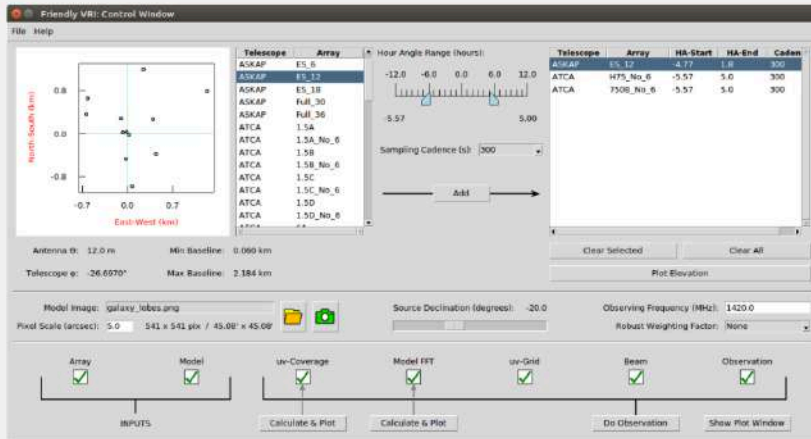 Friendly VRI: Control Window
File Help
Telescope Array
ASKAP ES_6
ASKAP ES_12
ASKAP ES_18
ASKAP Full_30
ASKAP Full_36
ATCA 1.5A
ATCA 1.5A_No_6
ATCA 1.5B
ATCA 1.5B_No_6
ATCA 1.5C
ATCA 1.5C_No_6
ATCA 1.5D
ATCA 1.5D_No_6
North-South (km)
0.8
0.0
-0.8
-0.7 0.0 0.7
East-West (km)
Hour Angle Range (hours):
-12.0 -6.0 0.0 6.0 12.0
-5.57 5.00
Sampling Cadence (s): 300
Add
Telescope Array HA-Start HA-End Caden
ASKAP ES_12 -4.77 1.8 300
ATCA H75_No_6 -5.57 5.0 300
ATCA 750B_No_6 -5.57 5.0 300
Antenna θ: 12.0 m Min Baseline: 0.060 km
Telescope φ: -26.6970° Max Baseline: 2.184 km
Clear Selected Clear All
Plot Elevation
Model Image: galaxy_lobes.png
Pixel Scale (arcsec): 5.0 541 x 541 pix / 45.08' x 45.08'
Source Declination (degrees): -20.0
Observing Frequency (MHz): 1420.0
Robust Weighting Factor: None
Array Model uv-Coverage Model FFT uv-Grid Beam Observation
INPUTS Calculate & Plot Calculate & Plot Do Observation Show Plot Window